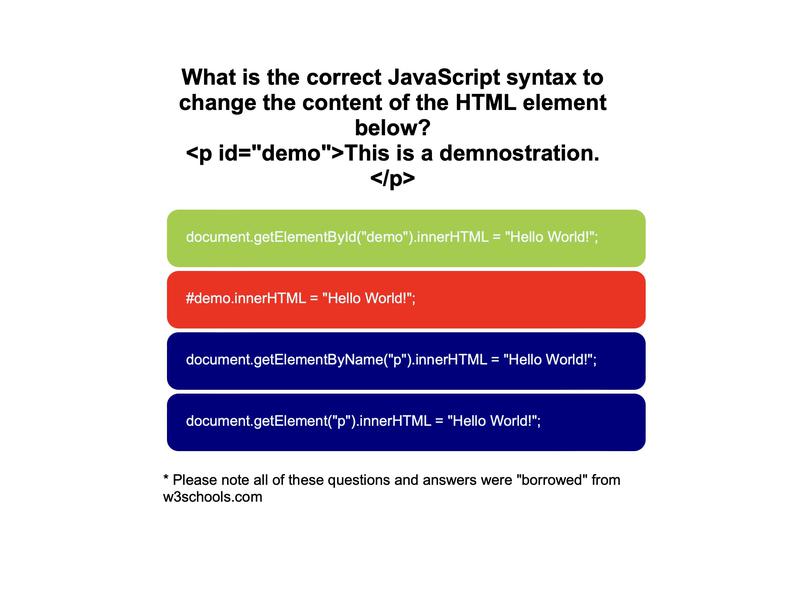 What is the correct JavaScript syntax to
change the content of the HTML element
below?
<p id="demo">This is a demnostration.
</p>
document.getElementById("demo").innerHTML = "Hello World!";
#demo.innerHTML = "Hello World!";
document.getElementByName("p").innerHTML = "Hello World!";
document.getElement("p").innerHTML = "Hello World!";
* Please note all of these questions and answers were "borrowed" from
w3schools.com